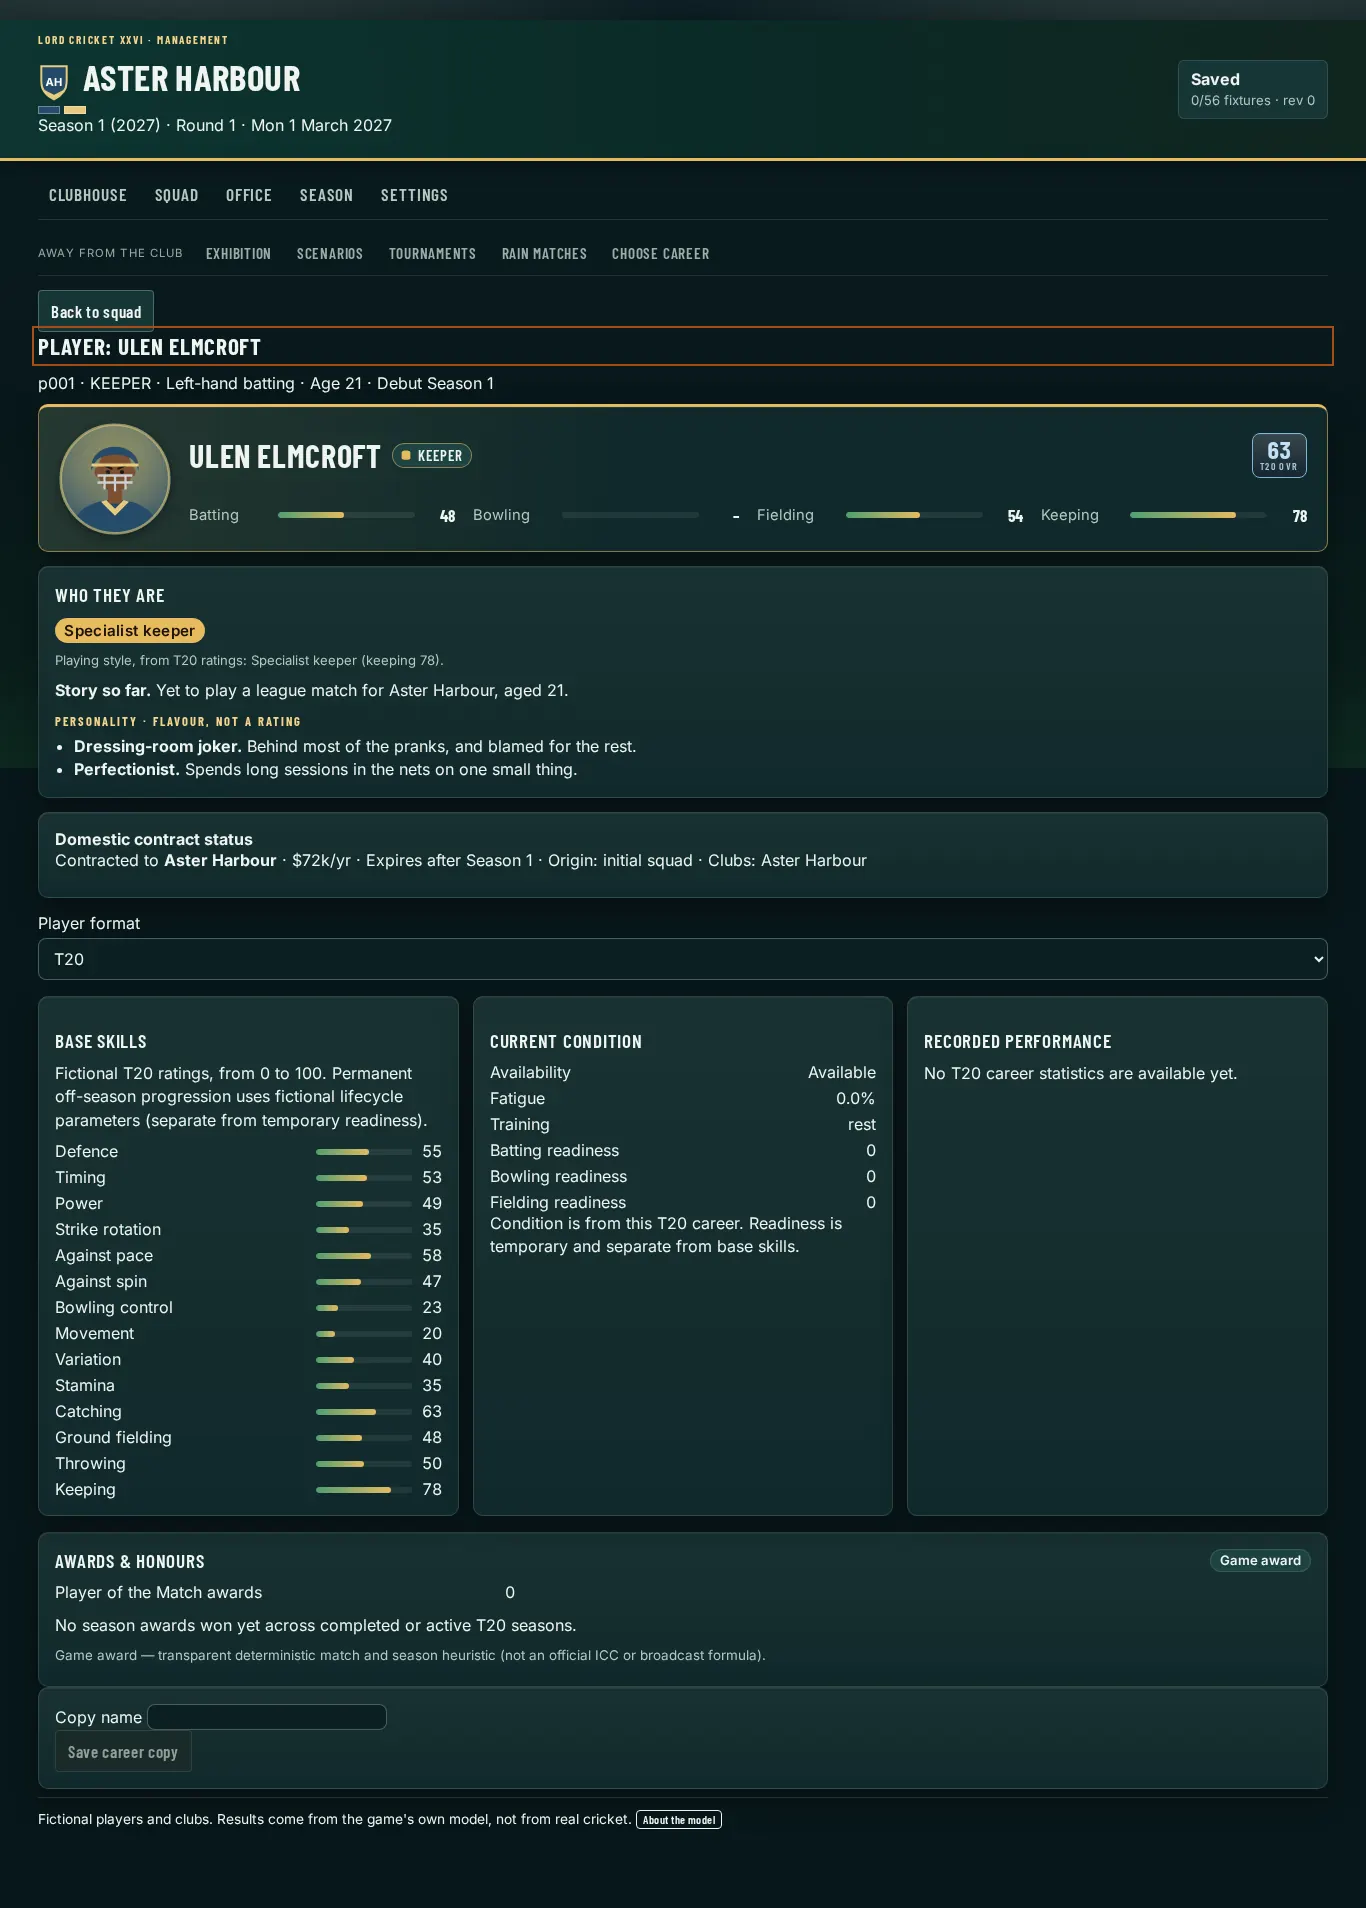 LORD CRICKET XXVI · MANAGEMENT
AH
ASTER HARBOUR
Season 1 (2027) · Round 1 · Mon 1 March 2027
Saved
0/56 fixtures · rev 0
CLUBHOUSE SQUAD OFFICE SEASON SETTINGS
AWAY FROM THE CLUB EXHIBITION SCENARIOS TOURNAMENTS RAIN MATCHES CHOOSE CAREER
Back to squad
PLAYER: ULEN ELMCROFT
p001 · KEEPER · Left-hand batting · Age 21 · Debut Season 1
ULEN ELMCROFT KEEPER
63
T20 OVR
Batting 48 Bowling - Fielding 54 Keeping 78
WHO THEY ARE
Specialist keeper
Playing style, from T20 ratings: Specialist keeper (keeping 78).
Story so far. Yet to play a league match for Aster Harbour, aged 21.
PERSONALITY · FLAVOUR, NOT A RATING
• Dressing-room joker. Behind most of the pranks, and blamed for the rest.
• Perfectionist. Spends long sessions in the nets on one small thing.
Domestic contract status
Contracted to Aster Harbour · $72k/yr · Expires after Season 1 · Origin: initial squad · Clubs: Aster Harbour
Player format
T20
BASE SKILLS
Fictional T20 ratings, from 0 to 100. Permanent
off-season progression uses fictional lifecycle
parameters (separate from temporary readiness).
Defence 55
Timing 53
Power 49
Strike rotation 35
Against pace 58
Against spin 47
Bowling control 23
Movement 20
Variation 40
Stamina 35
Catching 63
Ground fielding 48
Throwing 50
Keeping 78
CURRENT CONDITION
Availability Available
Fatigue 0.0%
Training rest
Batting readiness 0
Bowling readiness 0
Fielding readiness 0
Condition is from this T20 career. Readiness is
temporary and separate from base skills.
RECORDED PERFORMANCE
No T20 career statistics are available yet.
AWARDS & HONOURS Game award
Player of the Match awards 0
No season awards won yet across completed or active T20 seasons.
Game award — transparent deterministic match and season heuristic (not an official ICC or broadcast formula).
Copy name
Save career copy
Fictional players and clubs. Results come from the game's own model, not from real cricket. About the model